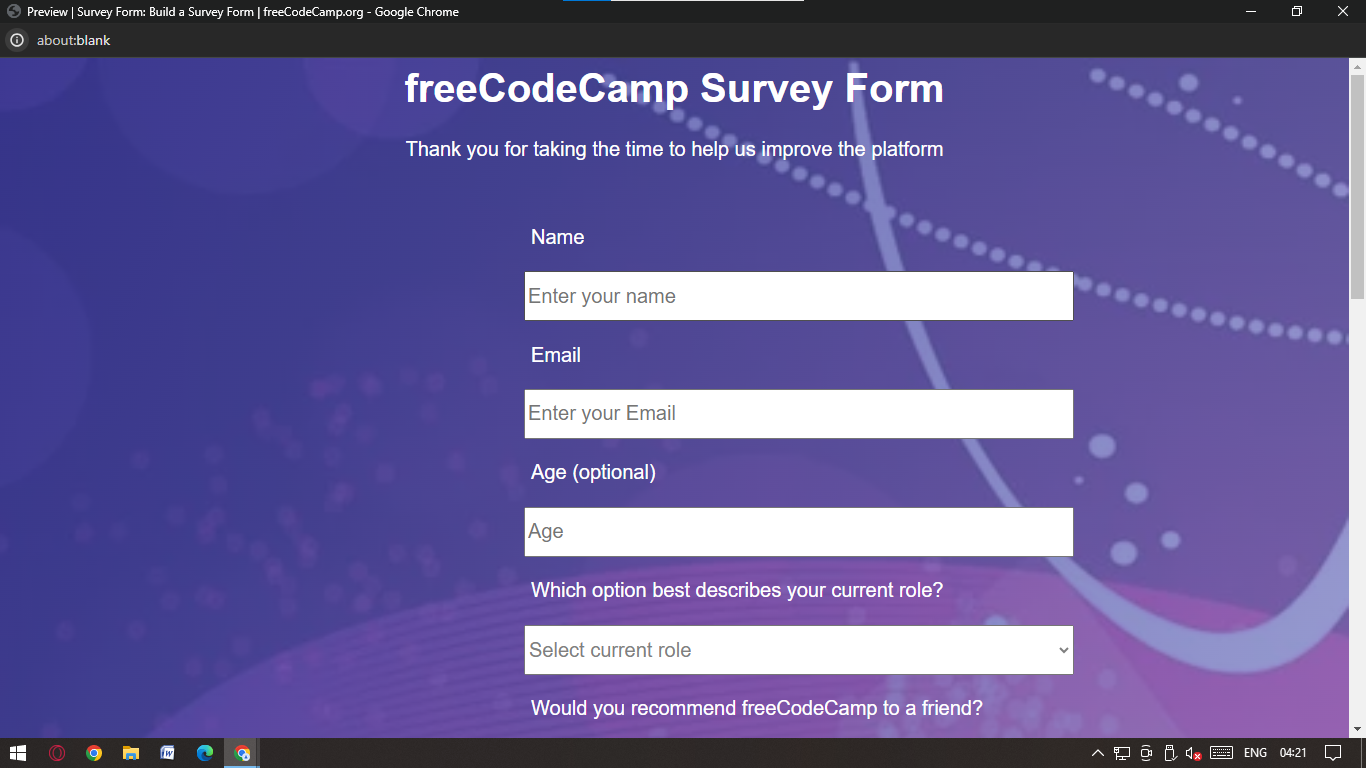 Preview | Survey Form: Build a Survey Form | freeCodeCamp.org - Google Chrome
about:blank
freeCodeCamp Survey Form
Thank you for taking the time to help us improve the platform
Name
Enter your name
Email
Enter your Email
Age (optional)
Age
Which option best describes your current role?
Select current role
Would you recommend freeCodeCamp to a friend?
ENG 04:21